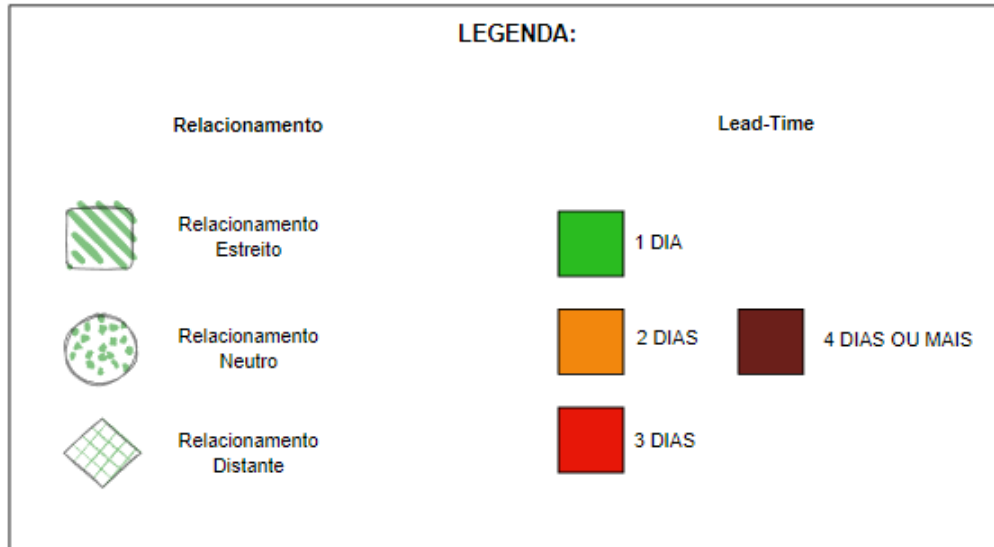 LEGENDA:
Relacionamento
Lead-Time
Relacionamento
Estreito
1 DIA
Relacionamento
Neutro
2 DIAS
4 DIAS OU MAIS
Relacionamento
Distante
3 DIAS